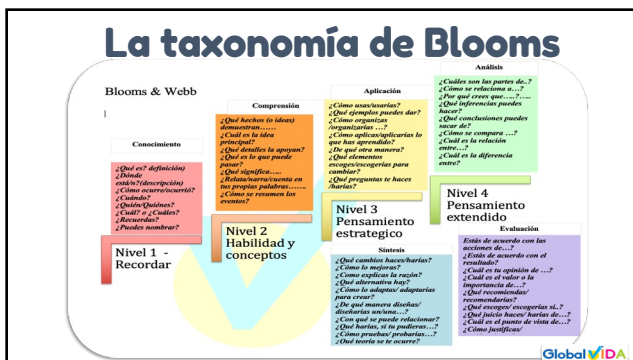 La taxonomía de Blooms
Blooms & Webb
Conocimiento
¿Qué es? definición)
¿Dónde
está/n?(descripción)
¿Cómo ocurre/ocurrió?
¿Cuándo?
¿Quién/Quiénes?
¿Cuál? o ¿Cuáles?
¿Recuerdas?
¿Puedes nombrar?
Nivel 1 -
Recordar
Comprensión
¿Qué hechos (o ideas)
demuestran……
¿Cuál es la idea
principal?
¿Qué detalles la apoyan?
¿Qué es lo que puede
pasar?
¿Qué significa…..
¿Relata/narra/cuenta en
tus propias palabras…….
¿Cómo se resumen los
eventos?
Nivel 2
Habilidad y
conceptos
Aplicación
¿Cómo usas/usarías?
¿Qué ejemplos puedes dar?
¿Cómo organizas
/organizarías …?
¿Cómo aplicas/aplicarías lo
que has aprendido?
¿De otra manera?
¿Qué elementos
escoges/escogerías para
cambiar?
¿Qué preguntas te haces
/harías?
Nivel 3
Pensamiento
estrategico
Análisis
¿Cuáles son las partes de..?
¿Cómo se relaciona a…?
¿Por qué crees que…..?…..
¿Qué inferencias puedes
hacer?
¿Qué conclusiones puedes
sacar de?
¿Cómo se compara …?
¿Cuál es la relación
entre…?
¿Cuál es la diferencia
entre?
Nivel 4
Pensamiento
extendido
Síntesis
¿Qué cambios haces/harías?
¿Cómo lo mejoras?
¿Como explicas la razón?
¿Qué alternativa hay?
¿Cómo lo adaptas/ adaptarías
para crear?
¿De qué manera diseñas/
diseñarías un/una…?
¿Con qué se puede relacionar?
¿Qué harías, si tu pudieras…?
¿Cómo pruebas/ probarías…?
¿Qué teoría se te ocurre?
Evaluación
Estás de acuerdo con las
acciones de…?
¿Estás de acuerdo con el
resultado?
¿Cuál es tu opinión de …?
¿Cuál es el valor o la
importancia de…?
¿Qué recomiendas/
recomendarías?
¿Qué escoges/ escogerías si..?
¿Qué juicio haces/ harías de…?
¿Cuál es el punto de vista de…?
¿Cómo justificas/
Global VIDA